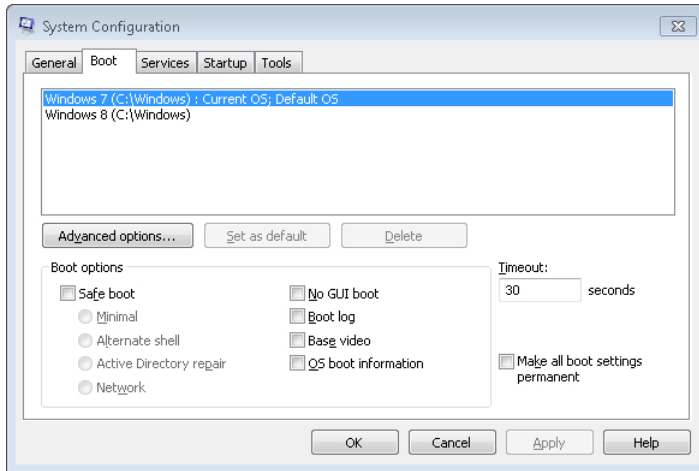 System Configuration
General Boot Services Startup Tools
Windows 7 (C:\Windows) : Current OS; Default OS
Windows 8 (C:\Windows)
Advanced options... Set as default Delete
Boot options
Timeout:
Safe boot
No GUI boot
30 seconds
Minimal
Boot log
Alternate shell
Base video
Active Directory repair
OS boot information
Make all boot settings
permanent
Network
OK Cancel Apply Help